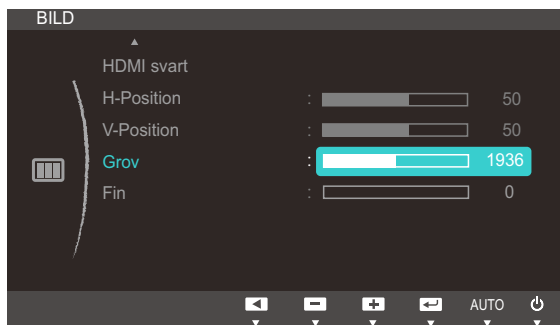 BILD
HDMI svart
H-Position : 50
V-Position : 50
Grov : 1936
Fin : 0
AUTO